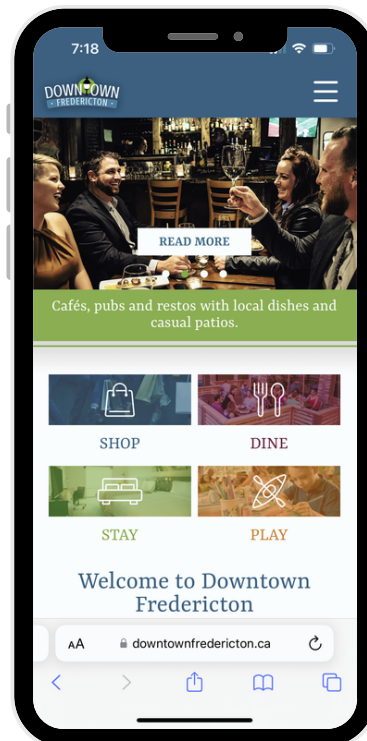 7:18
DOWNTOWN
• FREDERICTON •
READ MORE
Cafés, pubs and restos with local dishes and
casual patios.
SHOP
DINE
STAY
PLAY
Welcome to Downtown
Fredericton
AA
downtownfredericton.ca